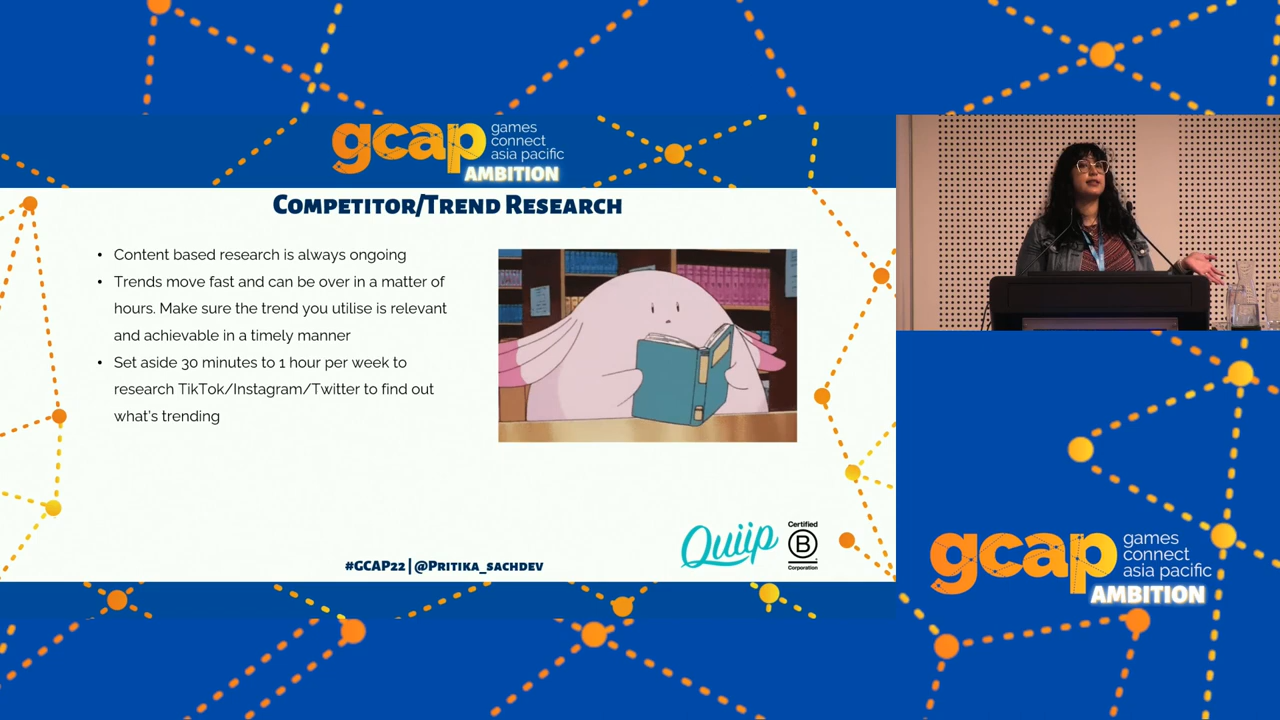 gcap games
connect
asia pacific
AMBITION
Competitor/Trend Research
• Content based research is always ongoing
• Trends move fast and can be over in a matter of
hours. Make sure the trend you utilise is relevant
and achievable in a timely manner
• Set aside 30 minutes to 1 hour per week to
research TikTok/Instagram/Twitter to find out
what's trending
Quiip
Certified
B
Corporation
#GCAP22 | @Pritika_sachdev
gcap games
connect
asia pacific
AMBITION